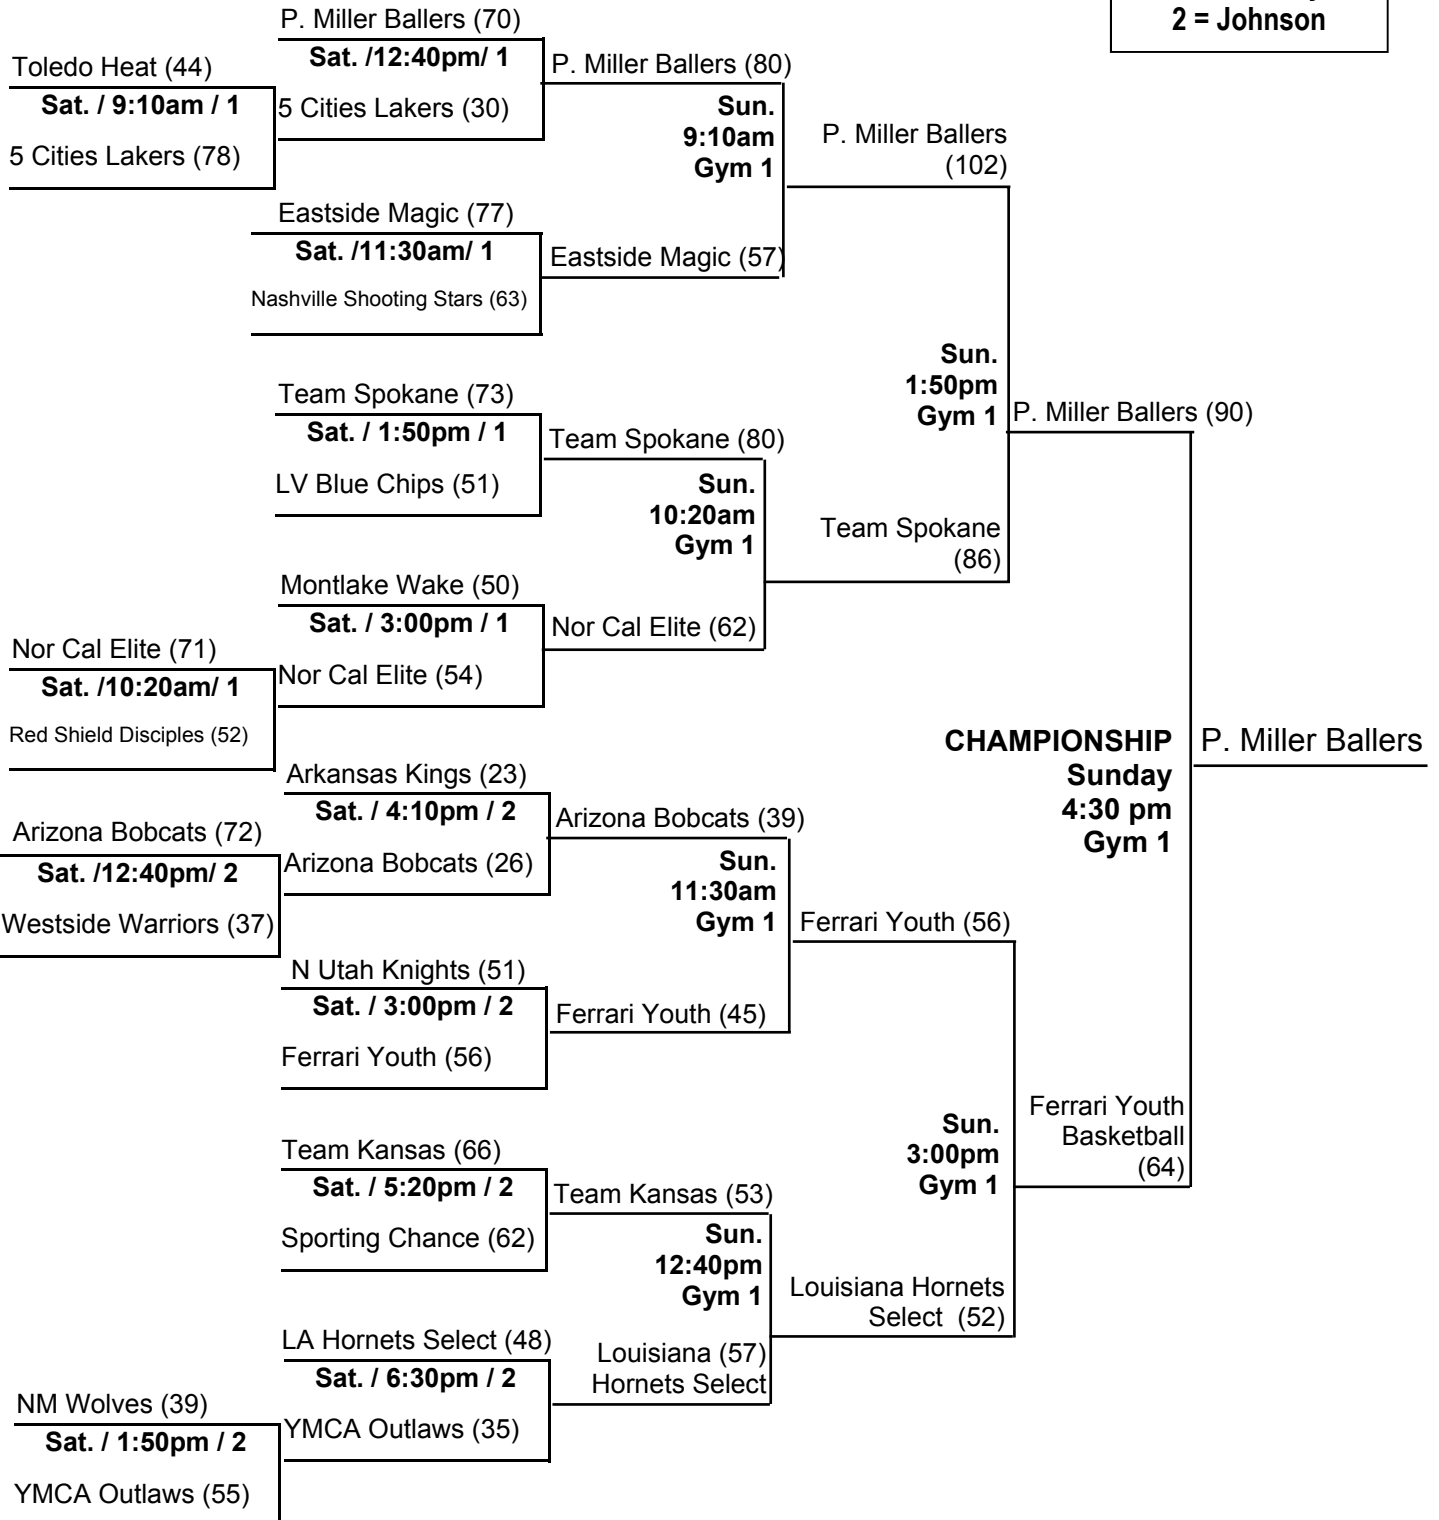 2 = Johnson
P. Miller Ballers (70)
Sat. /12:40pm/ 1
5 Cities Lakers (30)
Toledo Heat (44)
Sat. / 9:10am / 1
5 Cities Lakers (78)
P. Miller Ballers (80)
Sun.
9:10am
Gym 1
Eastside Magic (57)
Eastside Magic (77)
Sat. /11:30am/ 1
Nashville Shooting Stars (63)
P. Miller Ballers
(102)
Sun.
1:50pm
Gym 1
Team Spokane
(86)
Team Spokane (73)
Sat. / 1:50pm / 1
LV Blue Chips (51)
Team Spokane (80)
Sun.
10:20am
Gym 1
Nor Cal Elite (62)
Montlake Wake (50)
Sat. / 3:00pm / 1
Nor Cal Elite (54)
Nor Cal Elite (71)
Sat. /10:20am/ 1
Red Shield Disciples (52)
P. Miller Ballers (90)
CHAMPIONSHIP
Sunday
4:30 pm
Gym 1
P. Miller Ballers
Arkansas Kings (23)
Sat. / 4:10pm / 2
Arizona Bobcats (26)
Arizona Bobcats (72)
Sat. /12:40pm/ 2
Westside Warriors (37)
Arizona Bobcats (39)
Sun.
11:30am
Gym 1
Ferrari Youth (45)
N Utah Knights (51)
Sat. / 3:00pm / 2
Ferrari Youth (56)
Ferrari Youth (56)
Sun.
3:00pm
Gym 1
Louisiana Hornets
Select (52)
Ferrari Youth
Basketball
(64)
Team Kansas (66)
Sat. / 5:20pm / 2
Sporting Chance (62)
Team Kansas (53)
Sun.
12:40pm
Gym 1
Louisiana (57)
Hornets Select
LA Hornets Select (48)
Sat. / 6:30pm / 2
YMCA Outlaws (35)
NM Wolves (39)
Sat. / 1:50pm / 2
YMCA Outlaws (55)